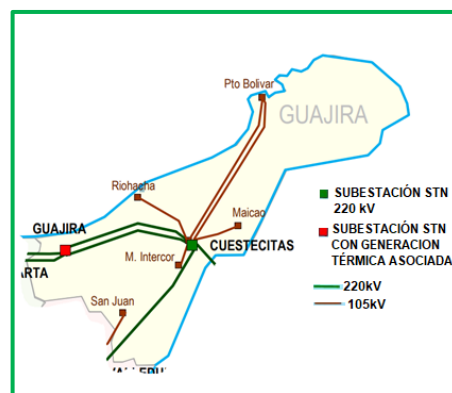 Pto Bolivar
GUAJIRA
Riohacha
Maicao
GUAJIRA
CUESTECITAS
M. Intercor
ARTA
San Juan
SUBESTACIÓN STN
220 kV
SUBESTACIÓN STN
CON GENERACION
TÉRMICA ASOCIADA
220kV
105kV